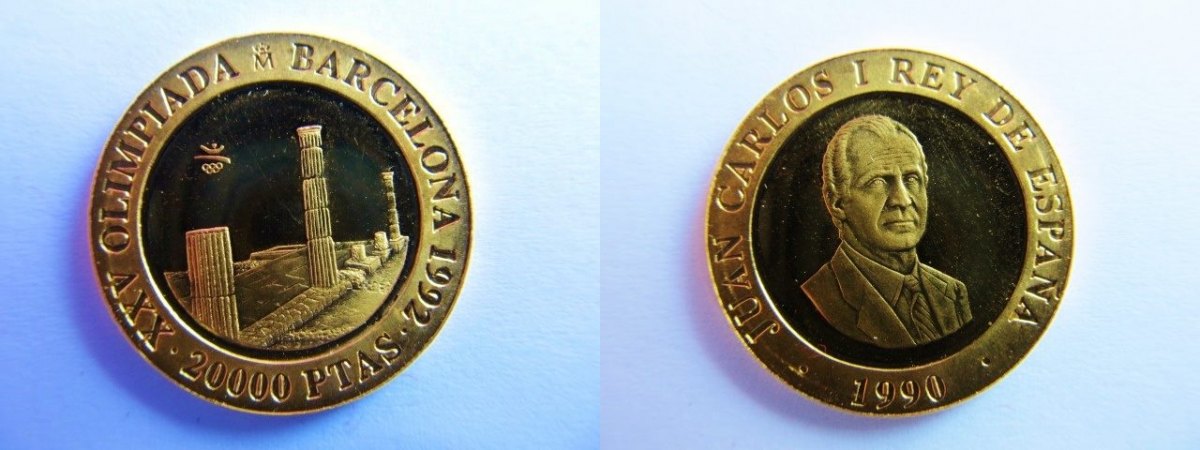 XXV OLIMPIADA M BARCELONA 1992 · 20000 PTAS ·
JUAN CARLOS I REY DE ESPAÑA
· 1990 ·